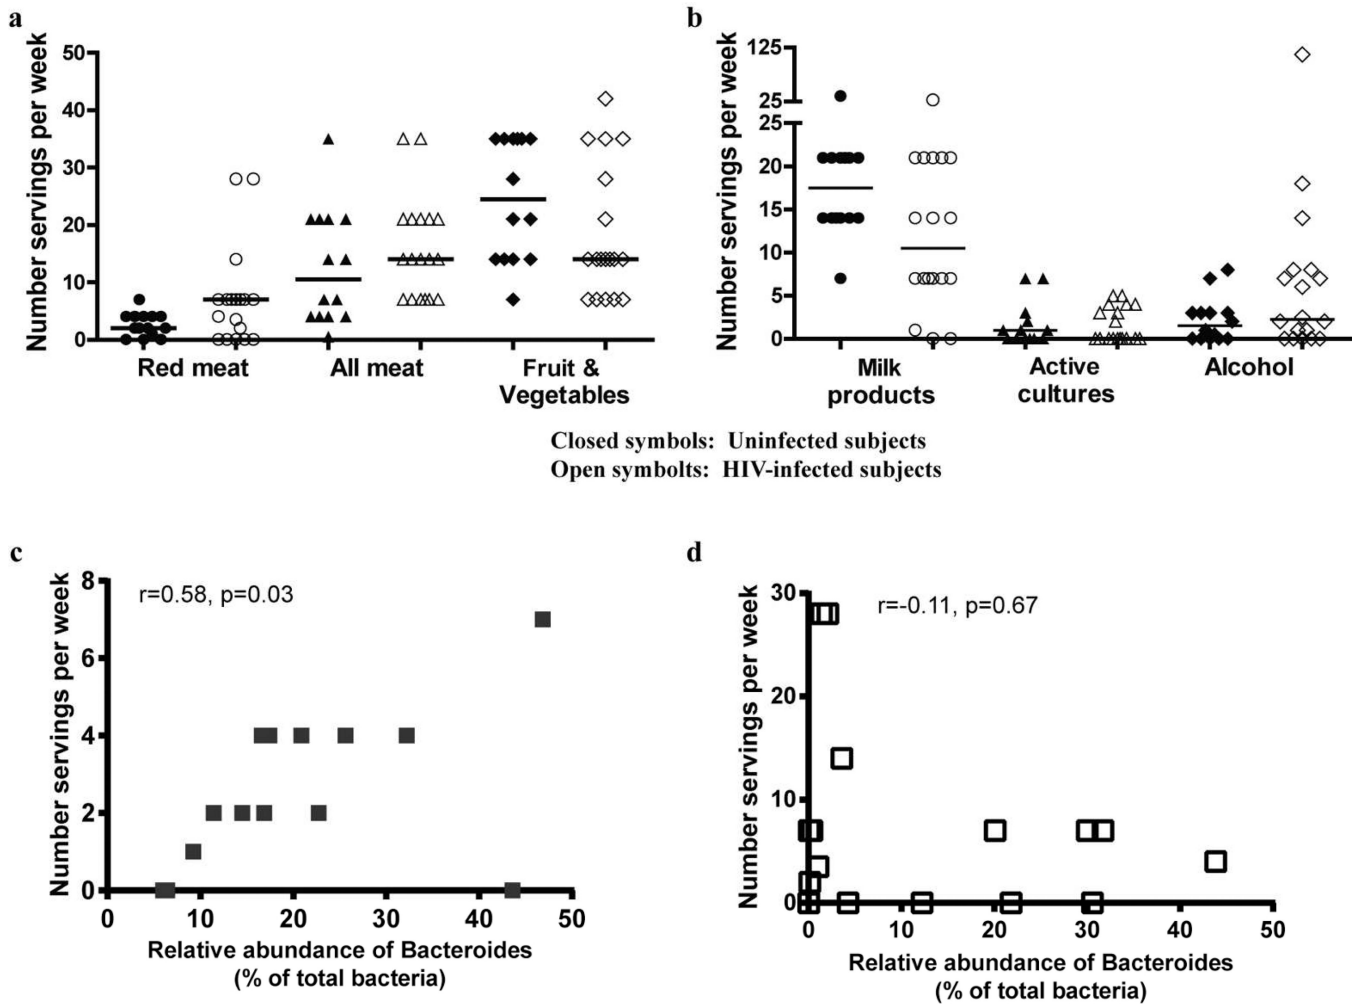 a
Number servings per week
50
40
30
20
10
0
Red meat
All meat
Fruit &
Vegetables
b
Number servings per week
125
25
25
20
15
10
5
0
Milk
products
Active
cultures
Alcohol
Closed symbols: Uninfected subjects
Open symbolts: HIV-infected subjects
c
Number servings per week
8
6
4
2
0
r=0.58, p=0.03
0 10 20 30 40 50
Relative abundance of Bacteroides
(% of total bacteria)
d
Number servings per week
30
20
10
0
r=-0.11, p=0.67
0 10 20 30 40 50
Relative abundance of Bacteroides
(% of total bacteria)